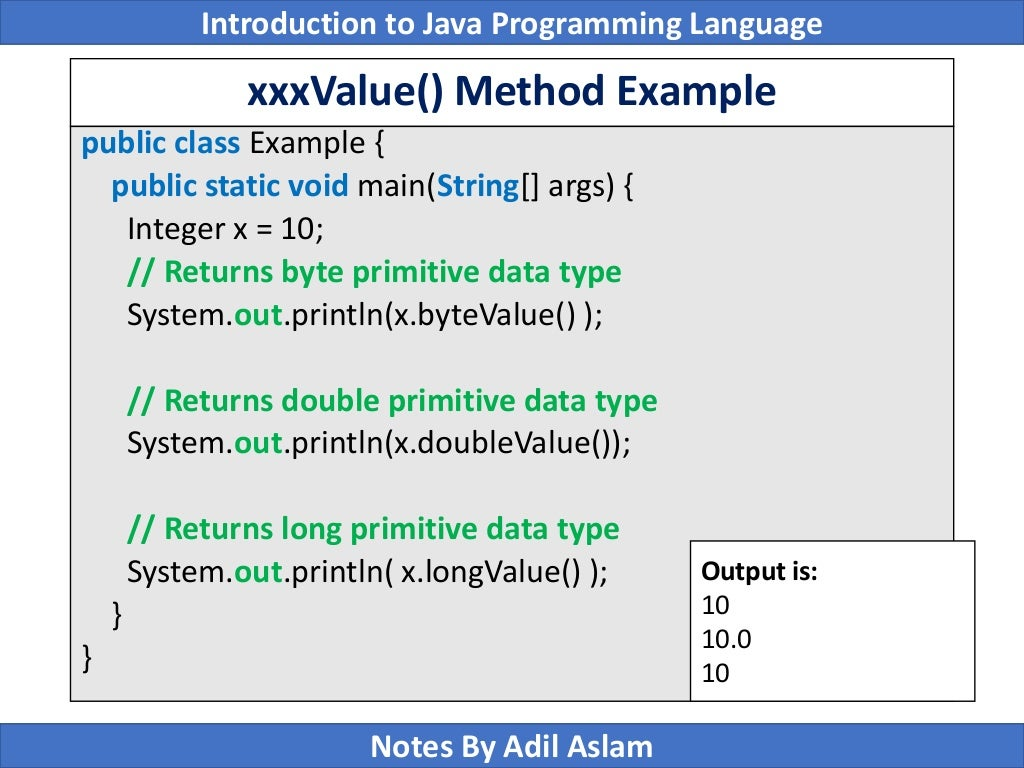 Introduction to Java Programming Language
xxxValue() Method Example
public class Example {
public static void main(String[] args) {
Integer x = 10;
// Returns byte primitive data type
System.out.println(x.byteValue() );
// Returns double primitive data type
System.out.println(x.doubleValue());
// Returns long primitive data type
System.out.println( x.longValue() );
}
}
Output is:
10
10.0
10
Notes By Adil Aslam